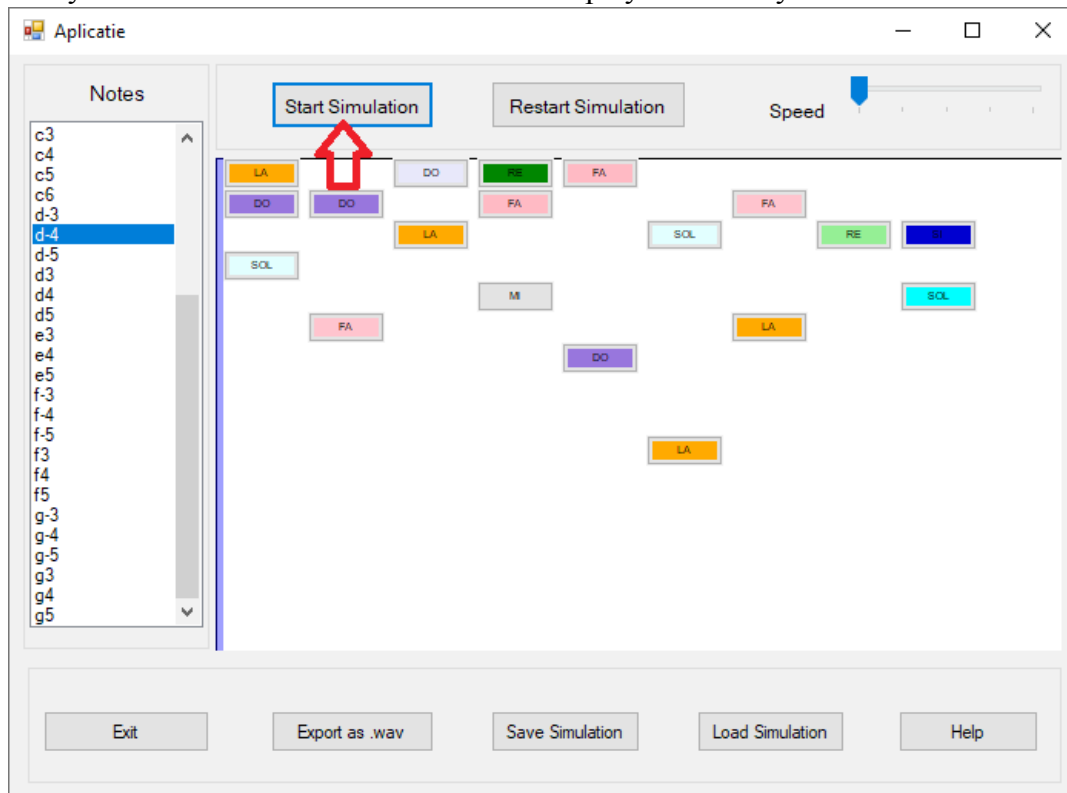 Aplicatie
Notes
Start Simulation
Restart Simulation
Speed
c3
c4
c5
c6
d-3
d-4
d-5
d3
d4
d5
e3
e4
e5
f-3
f-4
f-5
f3
f4
f5
g-3
g-4
g-5
g3
g4
g5
LA DO RE FA
DO DO FA FA
LA SOL RE SI
SOL
MI SOL
FA LA
DO
LA
Exit
Export as .wav
Save Simulation
Load Simulation
Help